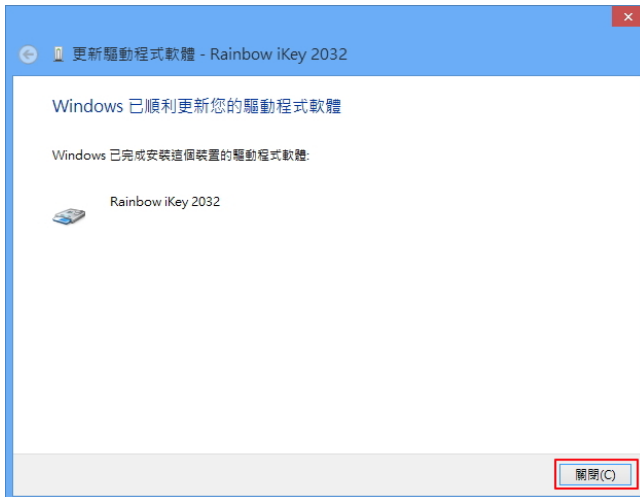 更新驅動程式軟體 - Rainbow iKey 2032
Windows 已順利更新您的驅動程式軟體
Windows 已完成安裝這個裝置的驅動程式軟體:
Rainbow iKey 2032
關閉(C)